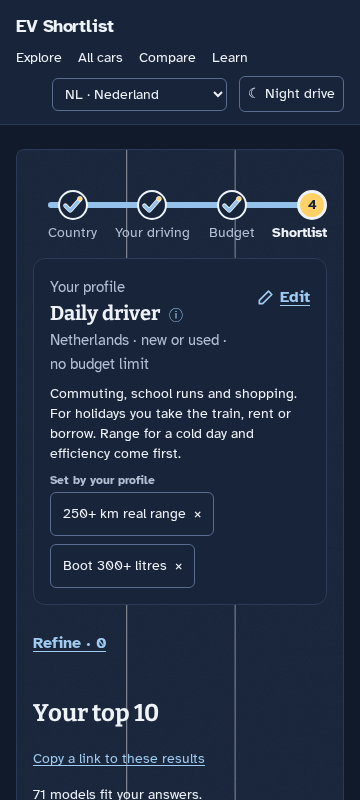 EV Shortlist
Explore All cars Compare Learn
NL · Nederland ☾ Night drive
4
Country Your driving Budget Shortlist
Your profile
Daily driver ⓘ
Edit
Netherlands · new or used ·
no budget limit
Commuting, school runs and shopping.
For holidays you take the train, rent or
borrow. Range for a cold day and
efficiency come first.
Set by your profile
250+ km real range ×
Boot 300+ litres ×
Refine · 0
Your top 10
Copy a link to these results
71 models fit your answers.